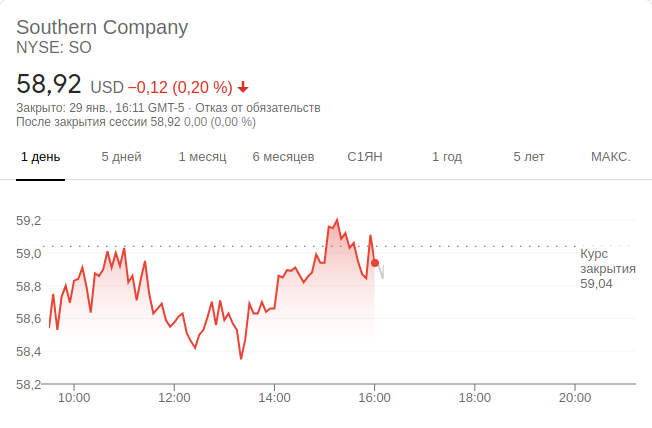 Southern Company
NYSE: SO
58,92 USD −0,12 (0,20 %)
Закрыто: 29 янв., 16:11 GMT-5 · Отказ от обязательств
После закрытия сессии 58,92 0,00 (0,00 %)
1 день 5 дней 1 месяц 6 месяцев С1ЯН 1 год 5 лет МАКС.
59,2
59,0
58,8
58,6
58,4
58,2
Курс
закрытия
59,04
10:00 12:00 14:00 16:00 18:00 20:00